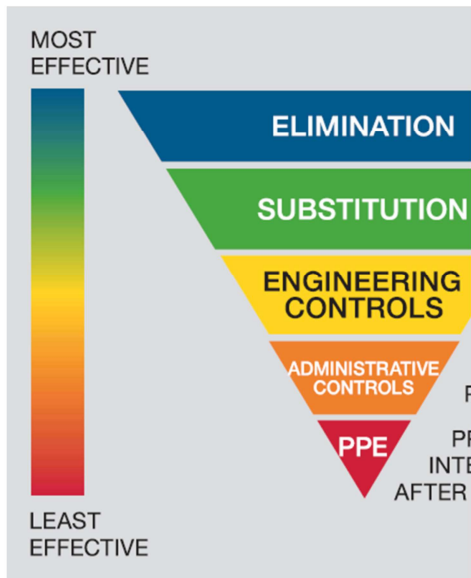 MOST
EFFECTIVE
ELIMINATION
SUBSTITUTION
ENGINEERING
CONTROLS
ADMINISTRATIVE
CONTROLS
PPE
AFTER
LEAST
EFFECTIVE